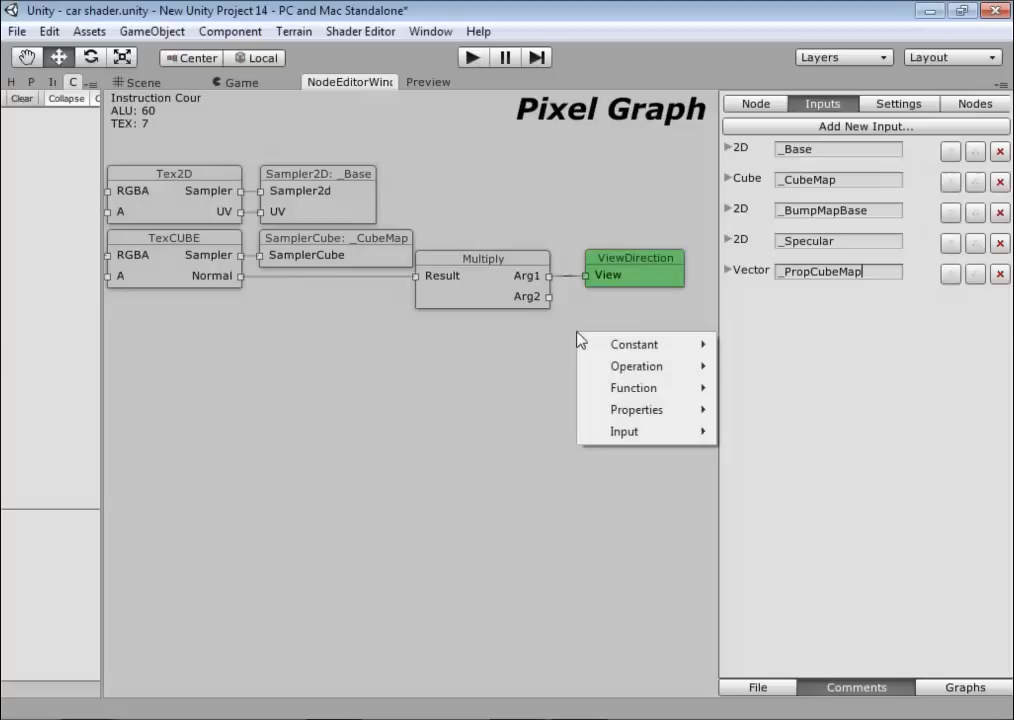 Unity - car shader.unity - New Unity Project 14 - PC and Mac Standalone*
File Edit Assets GameObject Component Terrain Shader Editor Window Help
Center Local Layers Layout
H P C Scene Game NodeEditorWinc Preview
Clear Collapse
Instruction Cour
ALU: 60
TEX: 7
Pixel Graph
Tex2D
RGBA Sampler
A UV
Sampler2D: _Base
Sampler2d
UV
TexCUBE
RGBA Sampler
A Normal
SamplerCube: _CubeMap
SamplerCube
Multiply
Result Arg1
Arg2
ViewDirection
View
Constant
Operation
Function
Properties
Input
Node Inputs Settings Nodes
Add New Input...
2D _Base
Cube _CubeMap
2D _BumpMapBase
2D _Specular
Vector _PropCubeMap
File Comments Graphs